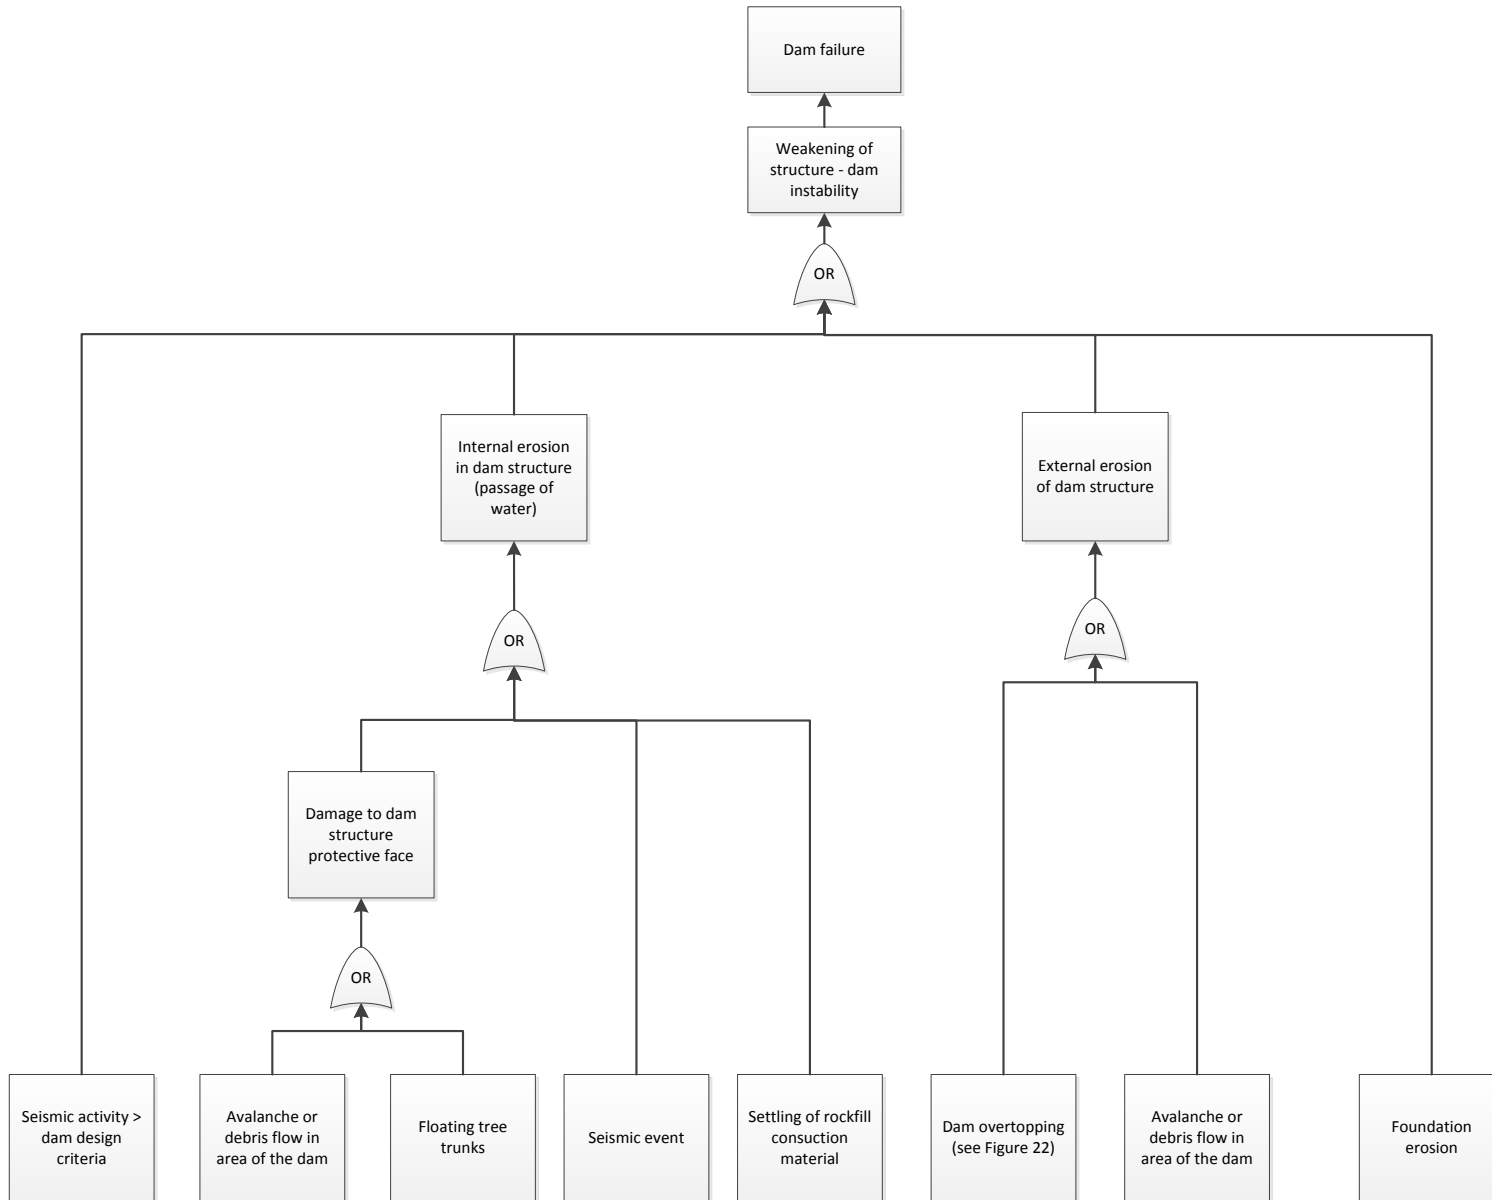 Dam failure
Weakening of
structure - dam
instability
OR
Internal erosion
in dam structure
(passage of
water)
External erosion
of dam structure
OR
OR
Damage to dam
structure
protective face
OR
Seismic activity >
dam design
criteria
Avalanche or
debris flow in
area of the dam
Floating tree
trunks
Seismic event
Settling of rockfill
consuction
material
Dam overtopping
(see Figure 22)
Avalanche or
debris flow in
area of the dam
Foundation
erosion